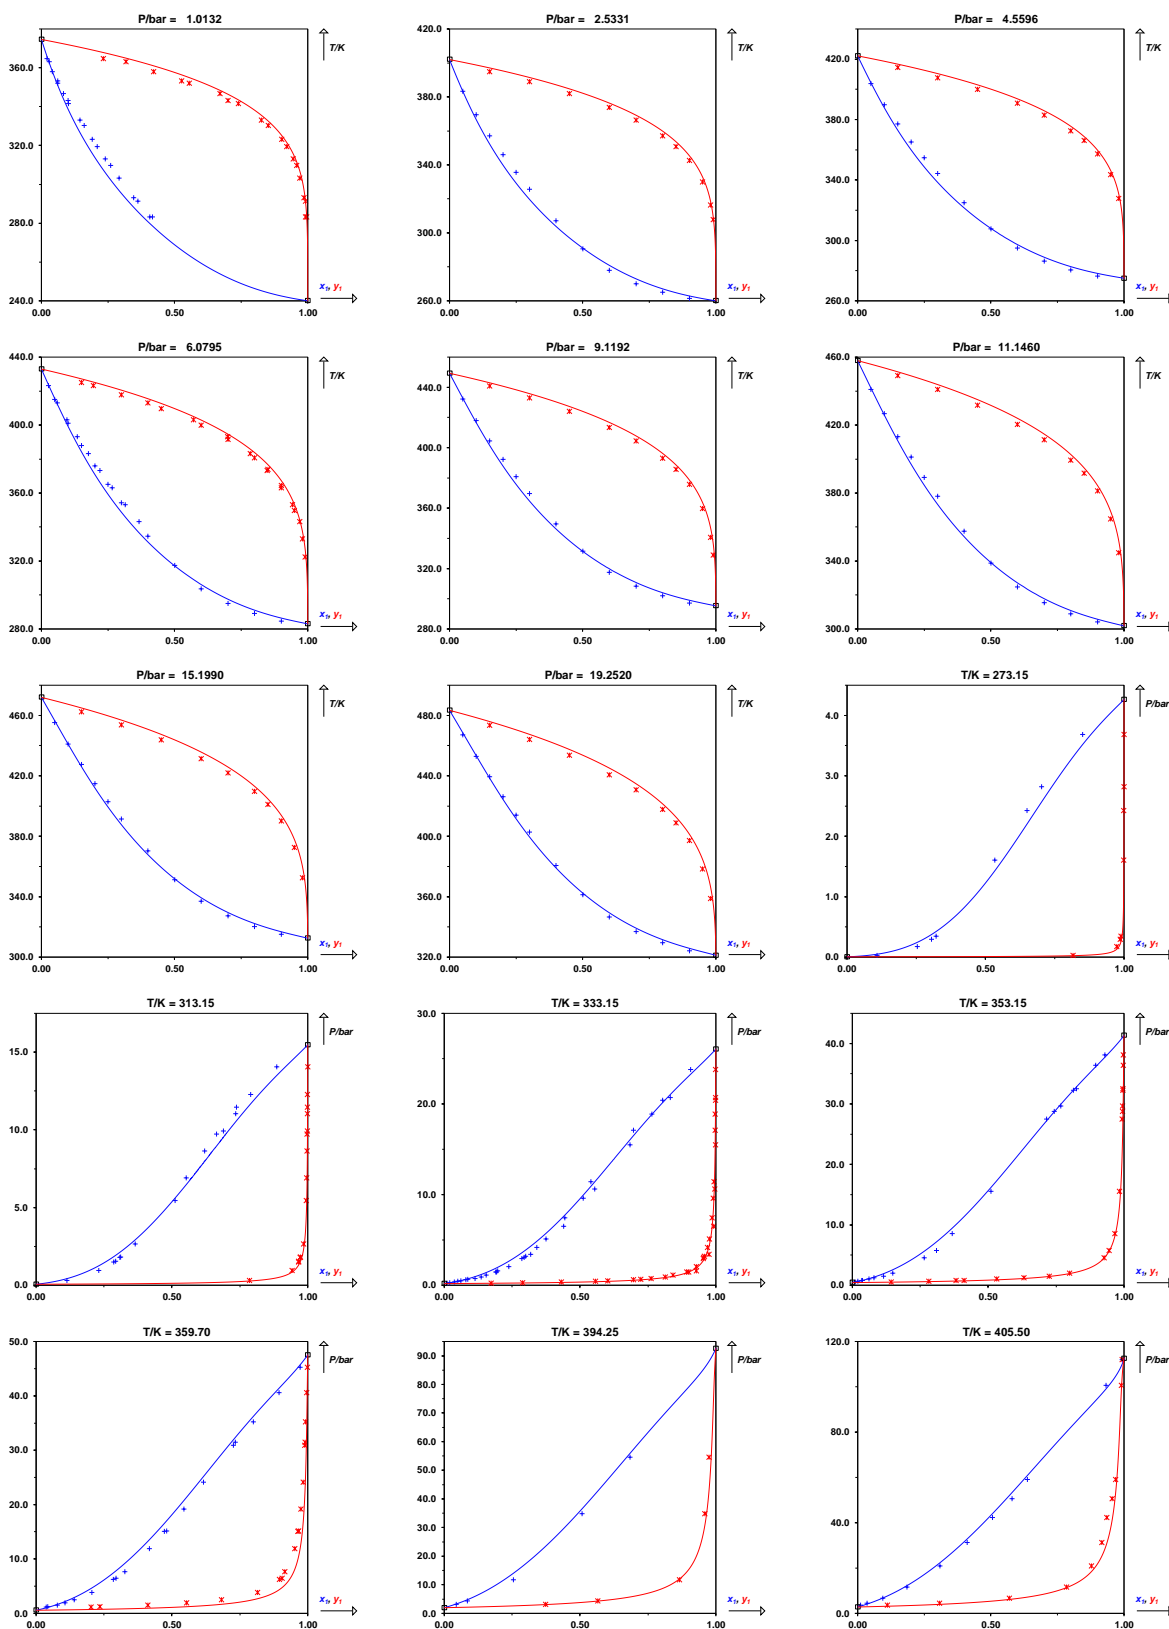 P/bar = 1.0132
T/K
360.0
320.0
280.0
240.0
0.00 0.50 1.00
x₁, y₁
P/bar = 2.5331
T/K
420.0
380.0
340.0
300.0
260.0
0.00 0.50 1.00
x₁, y₁
P/bar = 4.5596
T/K
420.0
380.0
340.0
300.0
260.0
0.00 0.50 1.00
x₁, y₁
P/bar = 6.0795
T/K
440.0
400.0
360.0
320.0
280.0
0.00 0.50 1.00
x₁, y₁
P/bar = 9.1192
T/K
440.0
400.0
360.0
320.0
280.0
0.00 0.50 1.00
x₁, y₁
P/bar = 11.1460
T/K
460.0
420.0
380.0
340.0
300.0
0.00 0.50 1.00
x₁, y₁
P/bar = 15.1990
T/K
460.0
420.0
380.0
340.0
300.0
0.00 0.50 1.00
x₁, y₁
P/bar = 19.2520
T/K
480.0
440.0
400.0
360.0
320.0
0.00 0.50 1.00
x₁, y₁
T/K = 273.15
P/bar
4.0
3.0
2.0
1.0
0.0
0.00 0.50 1.00
x₁, y₁
T/K = 313.15
P/bar
15.0
10.0
5.0
0.0
0.00 0.50 1.00
x₁, y₁
T/K = 333.15
P/bar
30.0
20.0
10.0
0.0
0.00 0.50 1.00
x₁, y₁
T/K = 353.15
P/bar
40.0
30.0
20.0
10.0
0.0
0.00 0.50 1.00
x₁, y₁
T/K = 359.70
P/bar
50.0
40.0
30.0
20.0
10.0
0.0
0.00 0.50 1.00
x₁, y₁
T/K = 394.25
P/bar
90.0
80.0
70.0
60.0
50.0
40.0
30.0
20.0
10.0
0.0
0.00 0.50 1.00
x₁, y₁
T/K = 405.50
P/bar
120.0
80.0
40.0
0.0
0.00 0.50 1.00
x₁, y₁